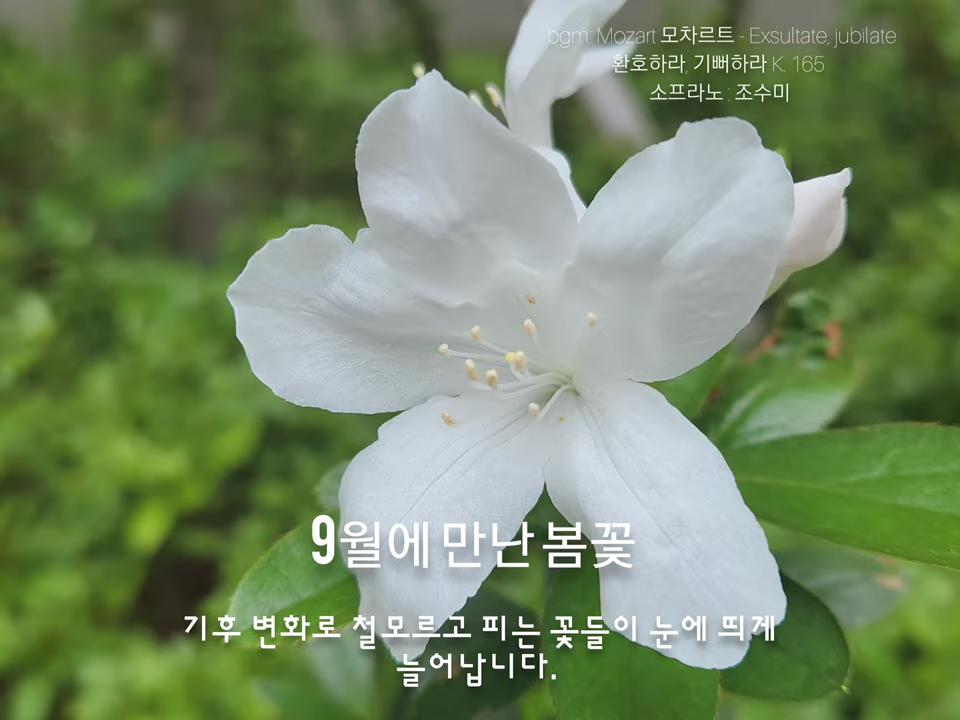 bgm: Mozart 모차르트 - Exsultate, jubilate
환호하라, 기뻐하라 K. 165
소프라노 : 조수미
9월에 만난 봄꽃
기후 변화로 철모르고 피는 꽃들이 눈에 띄게
늘어납니다.